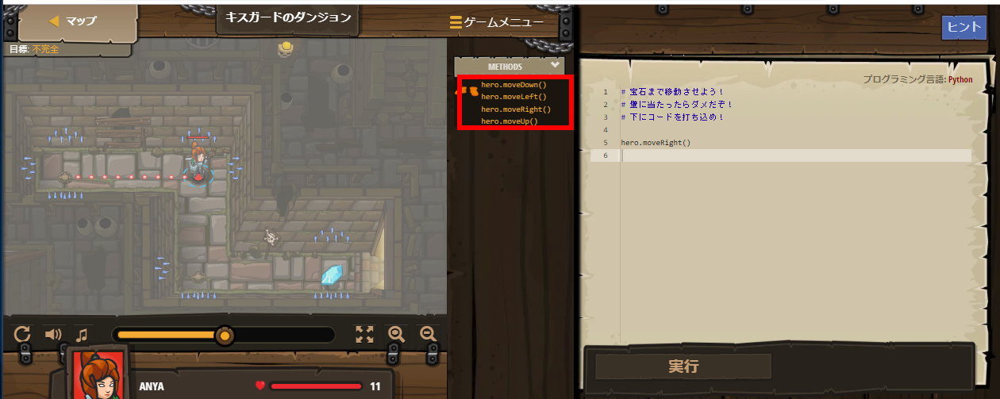 マップ
キスガードのダンジョン
ゲームメニュー
ヒント
目標: 不完全
METHODS
hero.moveDown()
hero.moveLeft()
hero.moveRight()
hero.moveUp()
プログラミング言語: Python
1 # 宝石まで移動させよう！
2 # 壁に当たったらダメだぞ！
3 # 下にコードを打ち込め！
4
5 hero.moveRight()
6
実行
ANYA
11